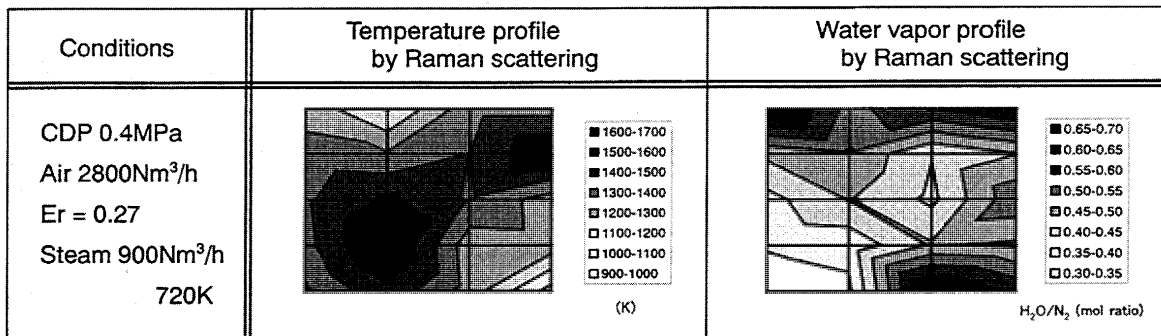 Conditions
Temperature profile
by Raman scattering
Water vapor profile
by Raman scattering
CDP 0.4MPa
Air 2800Nm³/h
Er = 0.27
Steam 900Nm³/h
720K
1600-1700
1500-1600
1400-1500
1300-1400
1200-1300
1100-1200
1000-1100
900-1000
(K)
0.65-0.70
0.60-0.65
0.55-0.60
0.50-0.55
0.45-0.50
0.40-0.45
0.35-0.40
0.30-0.35
H₂O/N₂ (mol ratio)